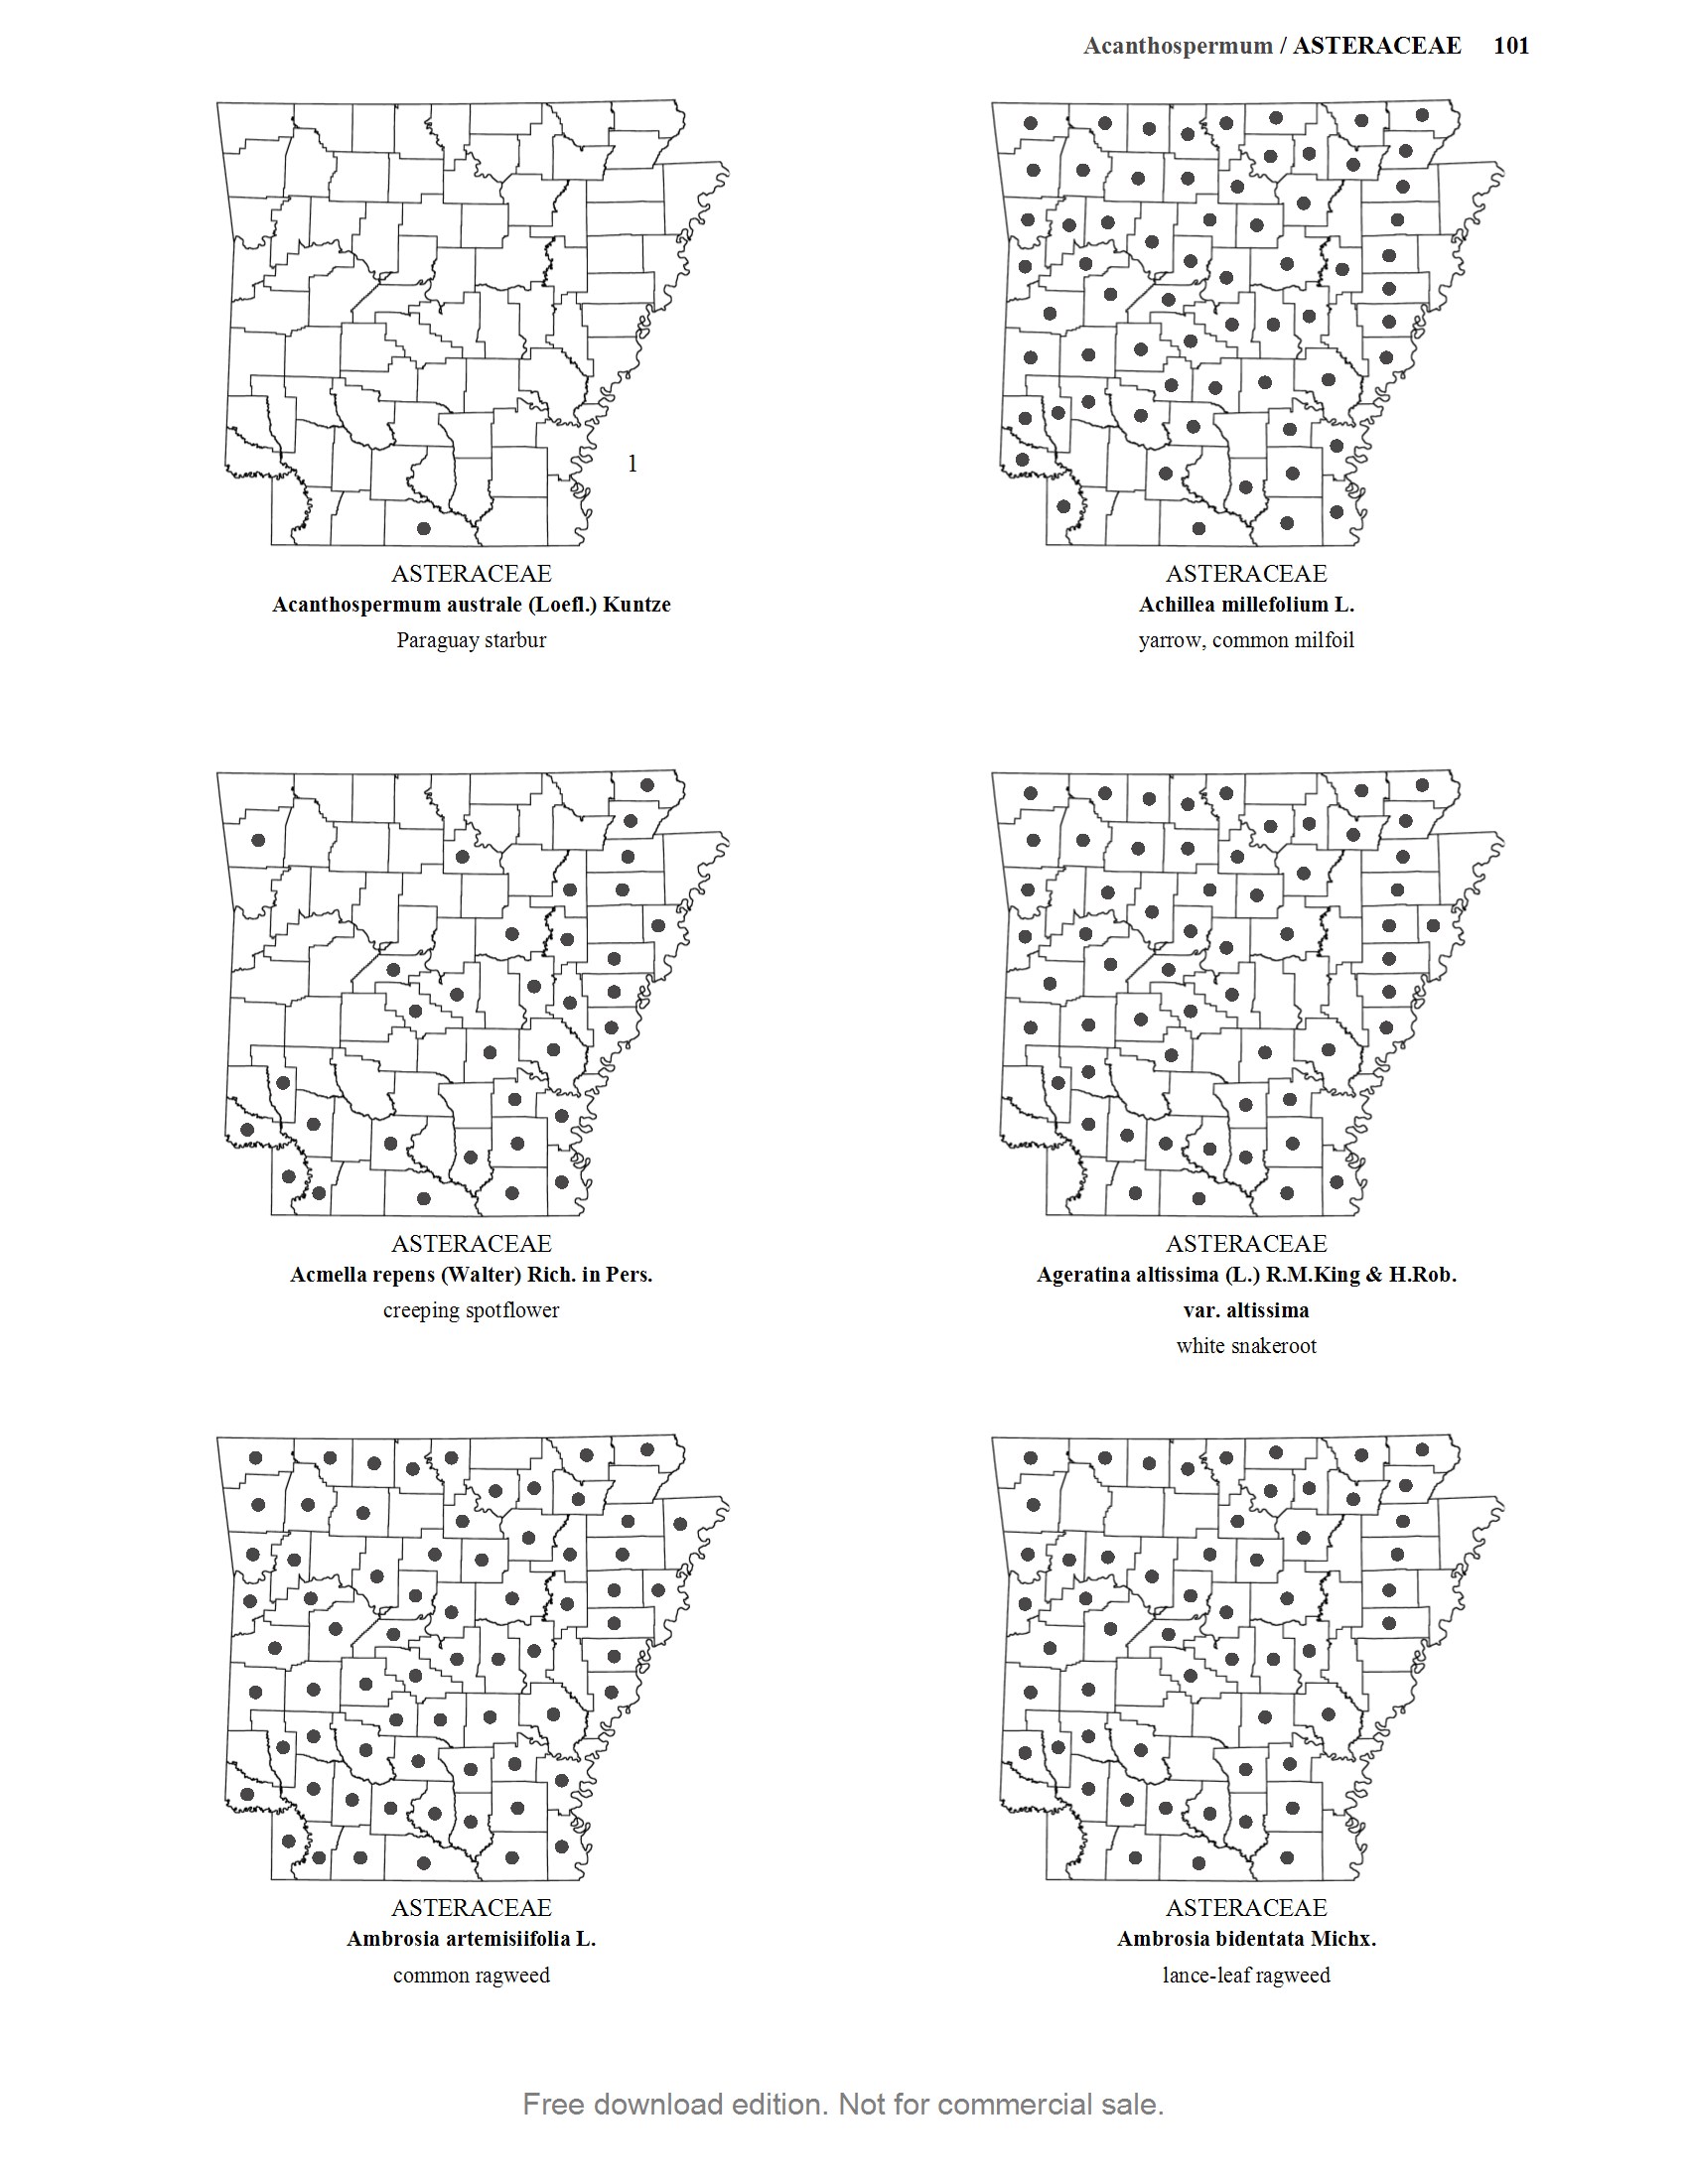 Acanthospermum / ASTERACEAE 101
1
ASTERACEAE
Acanthospermum australe (Loefl.) Kuntze
Paraguay starbur
ASTERACEAE
Achillea millefolium L.
yarrow, common milfoil
ASTERACEAE
Acmella repens (Walter) Rich. in Pers.
creeping spotflower
ASTERACEAE
Ageratina altissima (L.) R.M.King & H.Rob.
var. altissima
white snakeroot
ASTERACEAE
Ambrosia artemisiifolia L.
common ragweed
ASTERACEAE
Ambrosia bidentata Michx.
lance-leaf ragweed
Free download edition. Not for commercial sale.